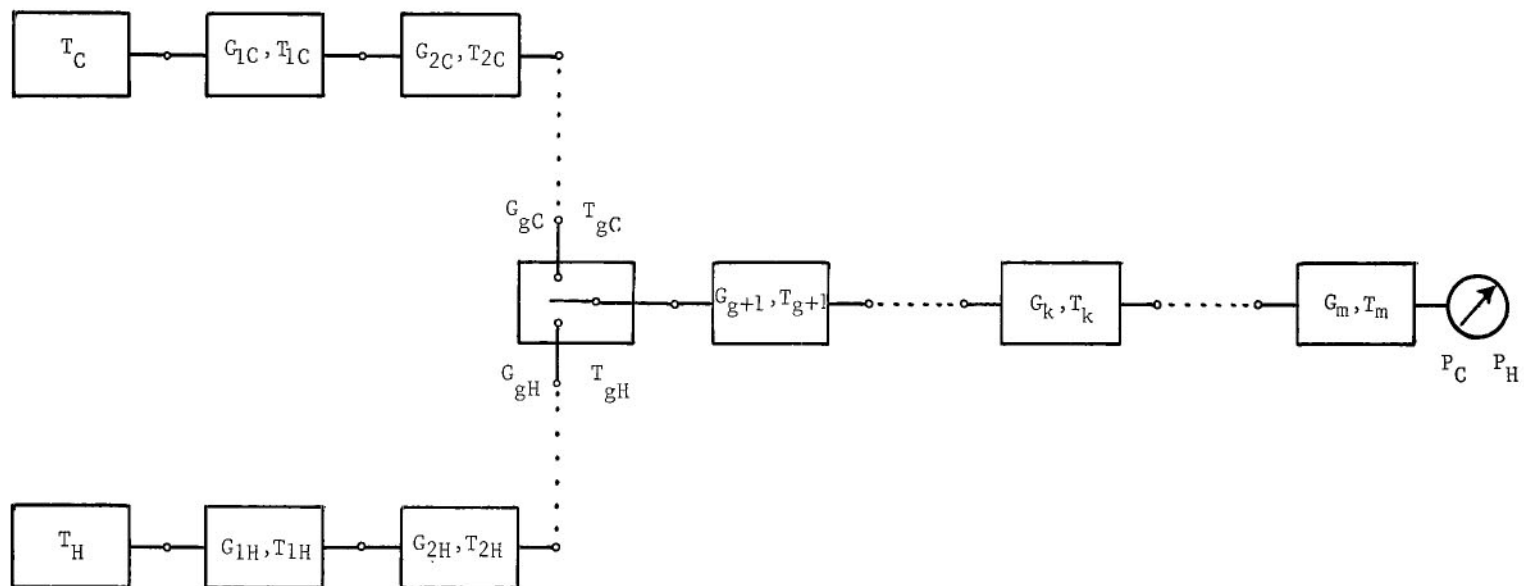 T_C
G_1C, T_1C
G_2C, T_2C
G_gC T_gC
G_g+1, T_g+1
G_k, T_k
G_m, T_m
G_gH T_gH
P_C P_H
T_H
G_1H, T_1H
G_2H, T_2H